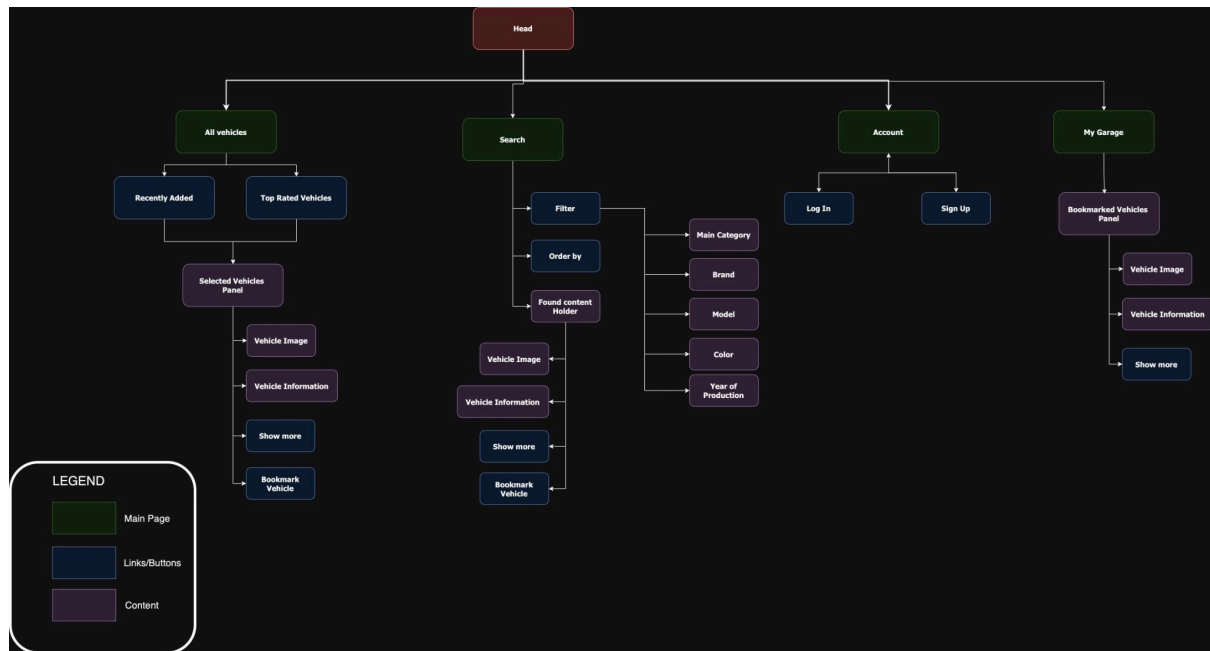 Head
All vehicles
Search
Account
My Garage
Recently Added
Top Rated Vehicles
Selected Vehicles
Panel
Vehicle Image
Vehicle Information
Show more
Bookmark
Vehicle
Filter
Order by
Found content
Holder
Vehicle Image
Vehicle Information
Show more
Bookmark
Vehicle
Main Category
Brand
Model
Color
Year of
Production
Log In
Sign Up
Bookmarked Vehicles
Panel
Vehicle Image
Vehicle Information
Show more
LEGEND
Main Page
Links/Buttons
Content